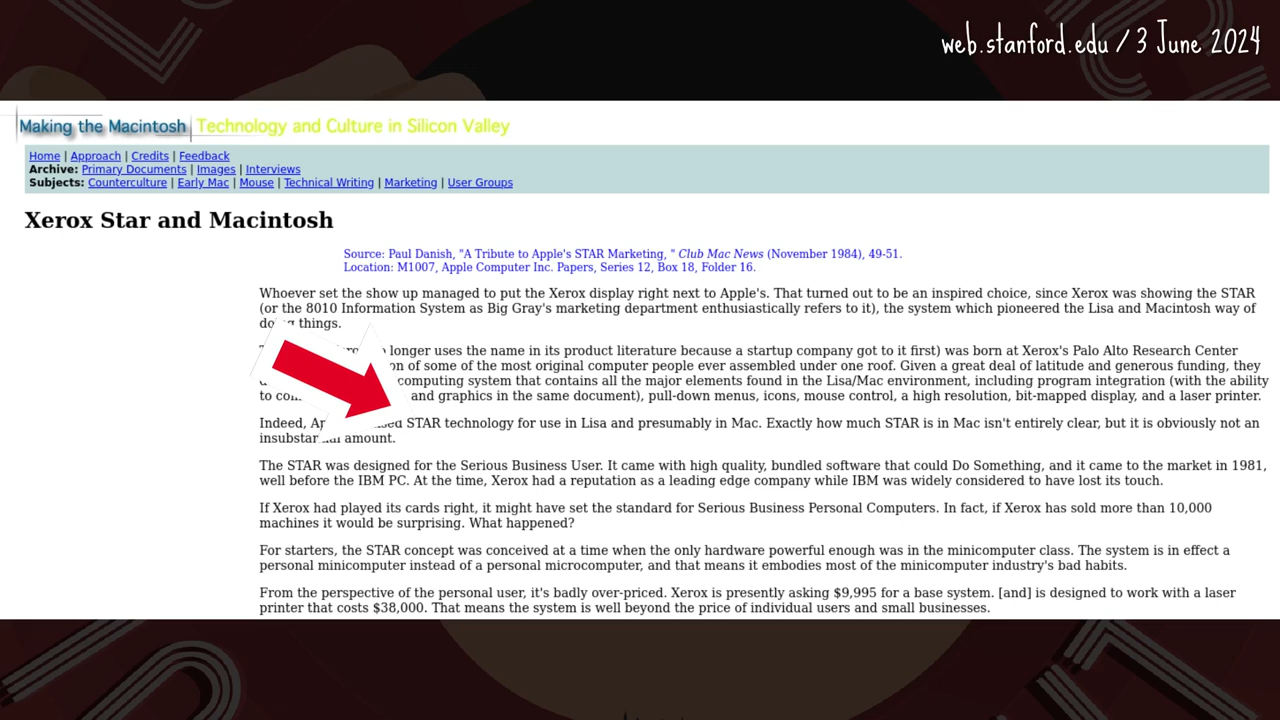 web.stanford.edu / 3 June 2024
Making the Macintosh | Technology and Culture in Silicon Valley
Home | Approach | Credits | Feedback
Archive: Primary Documents | Images | Interviews
Subjects: Counterculture | Early Mac | Mouse | Technical Writing | Marketing | User Groups
Xerox Star and Macintosh
Source: Paul Danish, "A Tribute to Apple's STAR Marketing, " Club Mac News (November 1984), 49-51.
Location: M1007, Apple Computer Inc. Papers, Series 12, Box 18, Folder 16.
Whoever set the show up managed to put the Xerox display right next to Apple's. That turned out to be an inspired choice, since Xerox was showing the STAR
(or the 8010 Information System as Big Gray's marketing department enthusiastically refers to it), the system which pioneered the Lisa and Macintosh way of
doing things.
longer uses the name in its product literature because a startup company got to it first) was born at Xerox's Palo Alto Research Center
of some of the most original computer people ever assembled under one roof. Given a great deal of latitude and generous funding, they
computing system that contains all the major elements found in the Lisa/Mac environment, including program integration (with the ability
to and graphics in the same document), pull-down menus, icons, mouse control, a high resolution, bit-mapped display, and a laser printer.
Indeed, STAR technology for use in Lisa and presumably in Mac. Exactly how much STAR is in Mac isn't entirely clear, but it is obviously not an
insubstantial amount.
The STAR was designed for the Serious Business User. It came with high quality, bundled software that could Do Something, and it came to the market in 1981,
well before the IBM PC. At the time, Xerox had a reputation as a leading edge company while IBM was widely considered to have lost its touch.
If Xerox had played its cards right, it might have set the standard for Serious Business Personal Computers. In fact, if Xerox has sold more than 10,000
machines it would be surprising. What happened?
For starters, the STAR concept was conceived at a time when the only hardware powerful enough was in the minicomputer class. The system is in effect a
personal minicomputer instead of a personal microcomputer, and that means it embodies most of the minicomputer industry's bad habits.
From the perspective of the personal user, it's badly over-priced. Xerox is presently asking $9,995 for a base system. [and] is designed to work with a laser
printer that costs $38,000. That means the system is well beyond the price of individual users and small businesses.